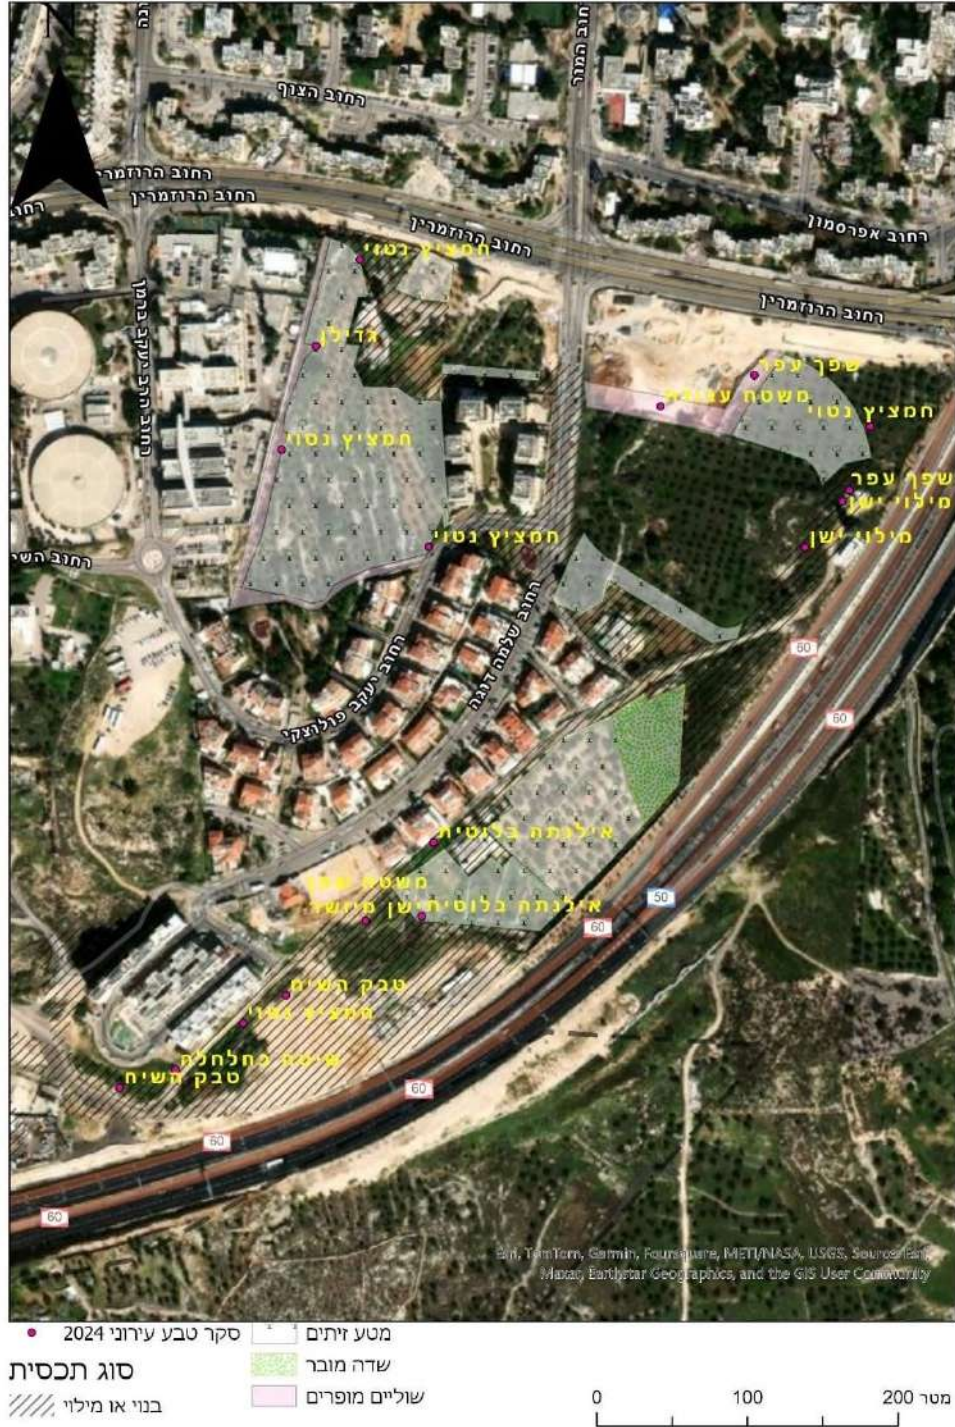 N
רחוב המור
רחוב הצוף
רחוב הרוזמרין
רחוב הרוזמרין
רחוב אפרסמון
רחוב הרוזמרין
חמציץ נטוי
רחוב הרוזמרין
רחוב הרב יעקב ברמן
גדילן
שפך עפר
משטח
חמציץ נטוי
חמציץ נטוי
שפך עפר
מילוי ישן
חמציץ נטוי
מילוי ישן
רחוב
רחוב שלמה דוגה
רחוב יעקב פולוצקי
60
60
אילנתה בלוטית
משטח שפך
ישן מיושר
אילנתה בלוטית
50
60
טבק השיח
חמציץ נטוי
שיטה כחלחלה
טבק השיח
60
60
60
Esri, TomTom, Garmin, Foursquare, METI/NASA, USGS, Source: Esri,
Maxar, Earthstar Geographics, and the GIS User Community
סקר טבע עירוני 2024
מטע זיתים
סוג תכסית
שדה מובר
בנוי או מילוי
שוליים מופרים
0 100 200 מטר